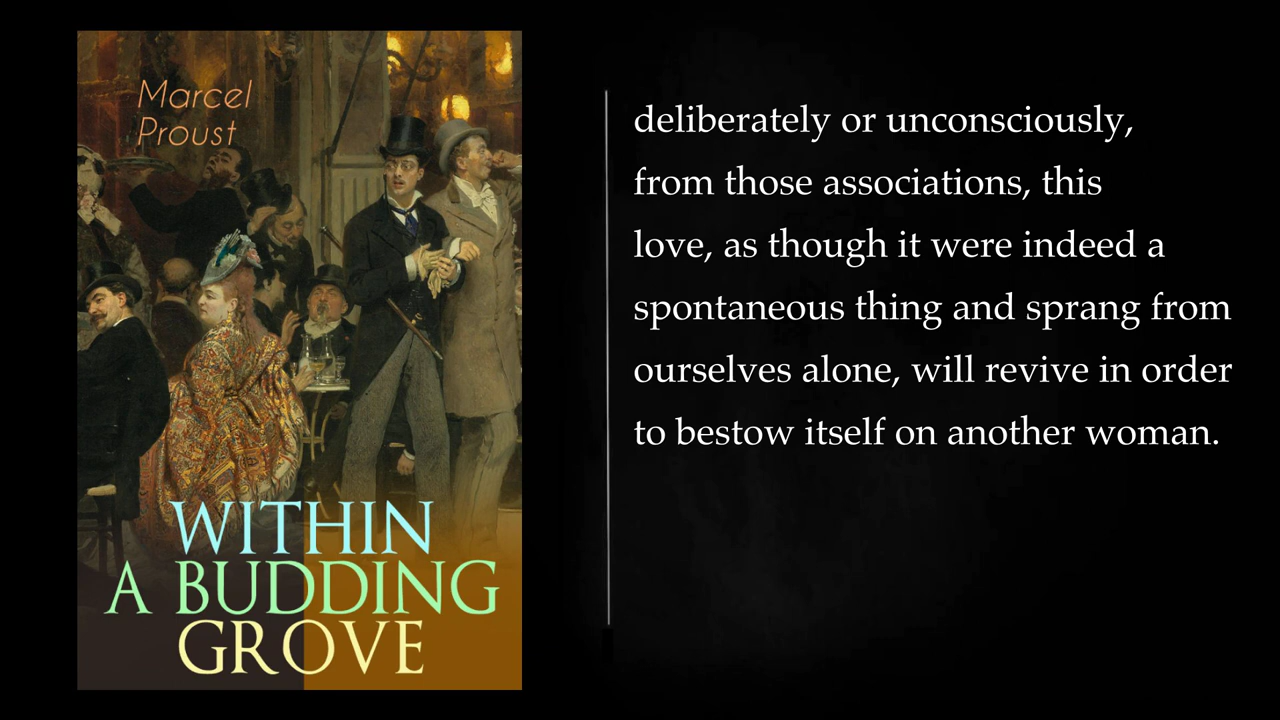 Marcel
Proust
WITHIN
A BUDDING
GROVE
deliberately or unconsciously,
from those associations, this
love, as though it were indeed a
spontaneous thing and sprang from
ourselves alone, will revive in order
to bestow itself on another woman.